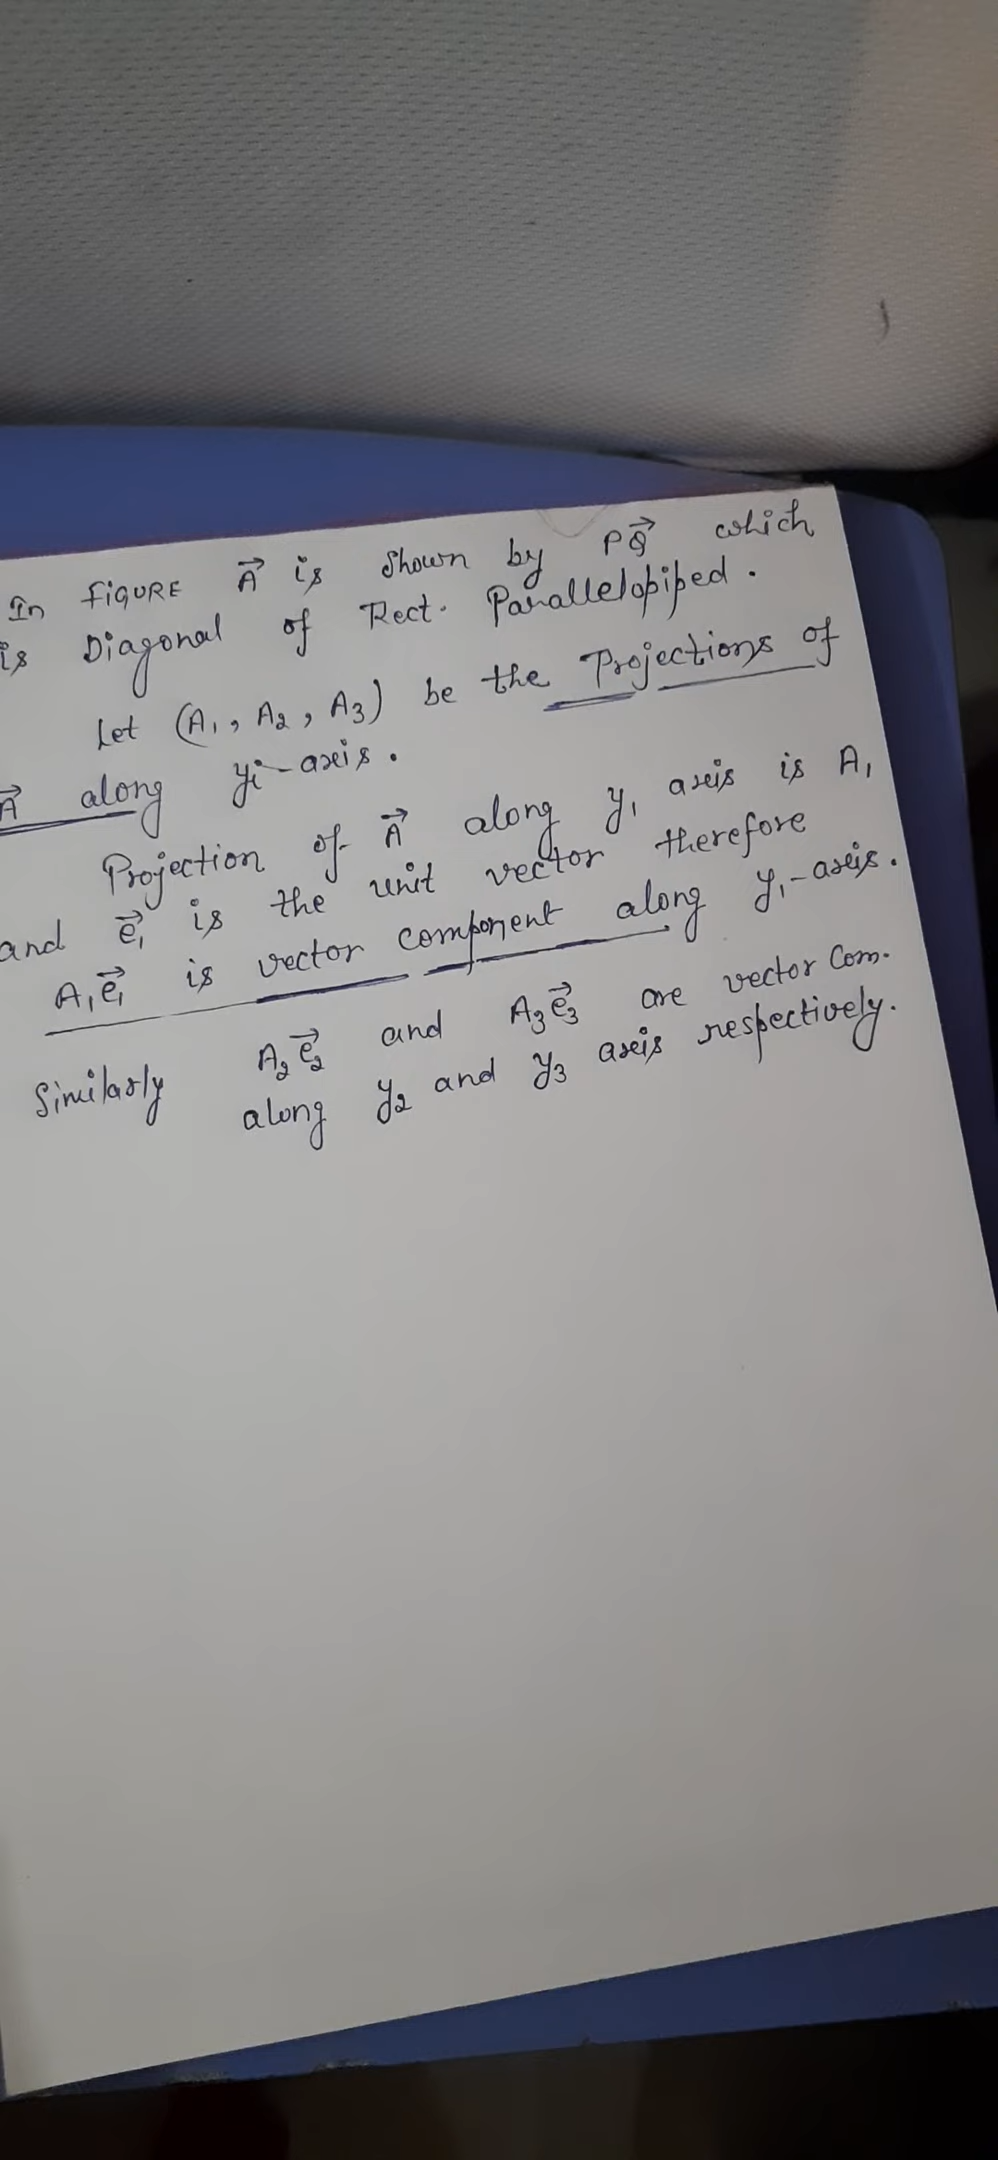 In FIGURE A⃗ is shown by PQ⃗ which
is Diagonal of Rect. Parallelopiped.
Let (A₁, A₂, A₃) be the Projections of
A⃗ along yᵢ-axis.
Projection of A⃗ along y₁ axis is A₁
and e⃗₁ is the unit vector therefore
A₁e⃗₁ is vector component along y₁-axis.
Similarly A₂e⃗₂ and A₃e⃗₃ are vector com.
along y₂ and y₃ axis respectively.